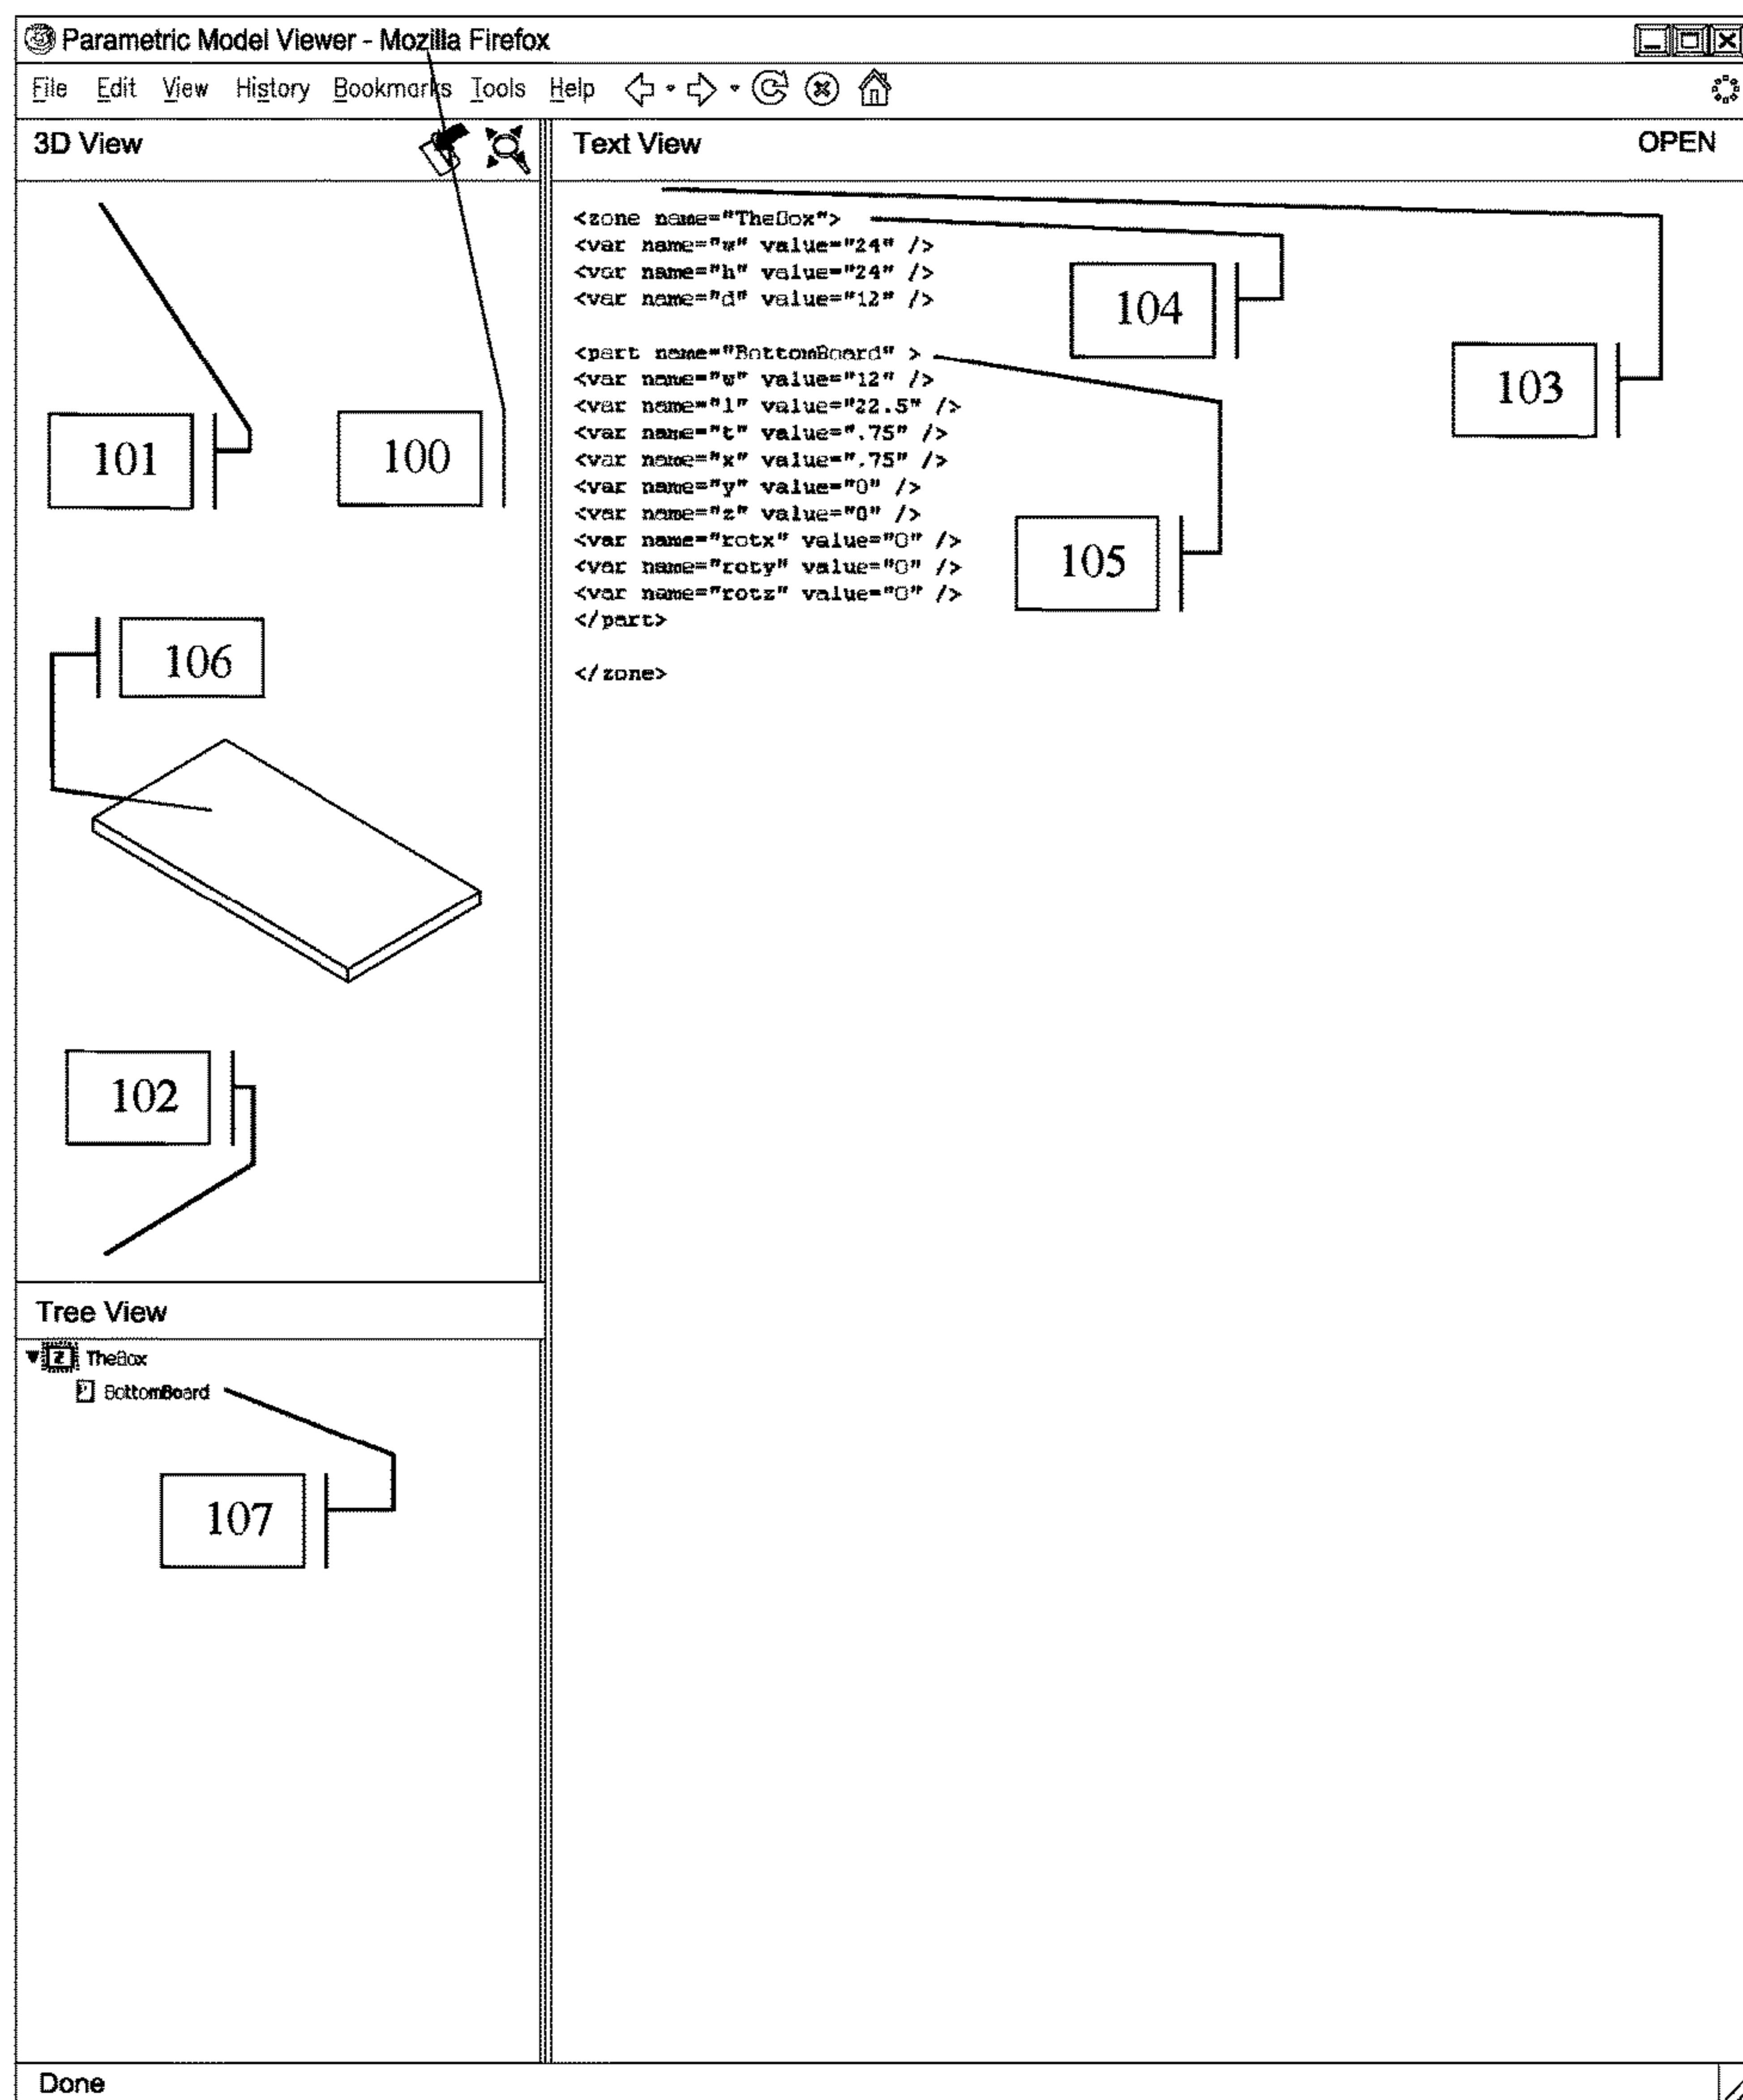 Parametric Model Viewer - Mozilla Firefox
File Edit View History Bookmarks Tools Help
3D View
Text View
OPEN
<zone name="TheBox">
<var name="w" value="24" />
<var name="h" value="24" />
<var name="d" value="12" />
<part name="BottomBoard" >
<var name="w" value="12" />
<var name="l" value="22.5" />
<var name="t" value=".75" />
<var name="x" value=".75" />
<var name="y" value="0" />
<var name="z" value="0" />
<var name="rotx" value="0" />
<var name="roty" value="0" />
<var name="rotz" value="0" />
</part>
</zone>
104
103
101
100
105
106
102
Tree View
Z TheBox
P BottomBoard
107
Done